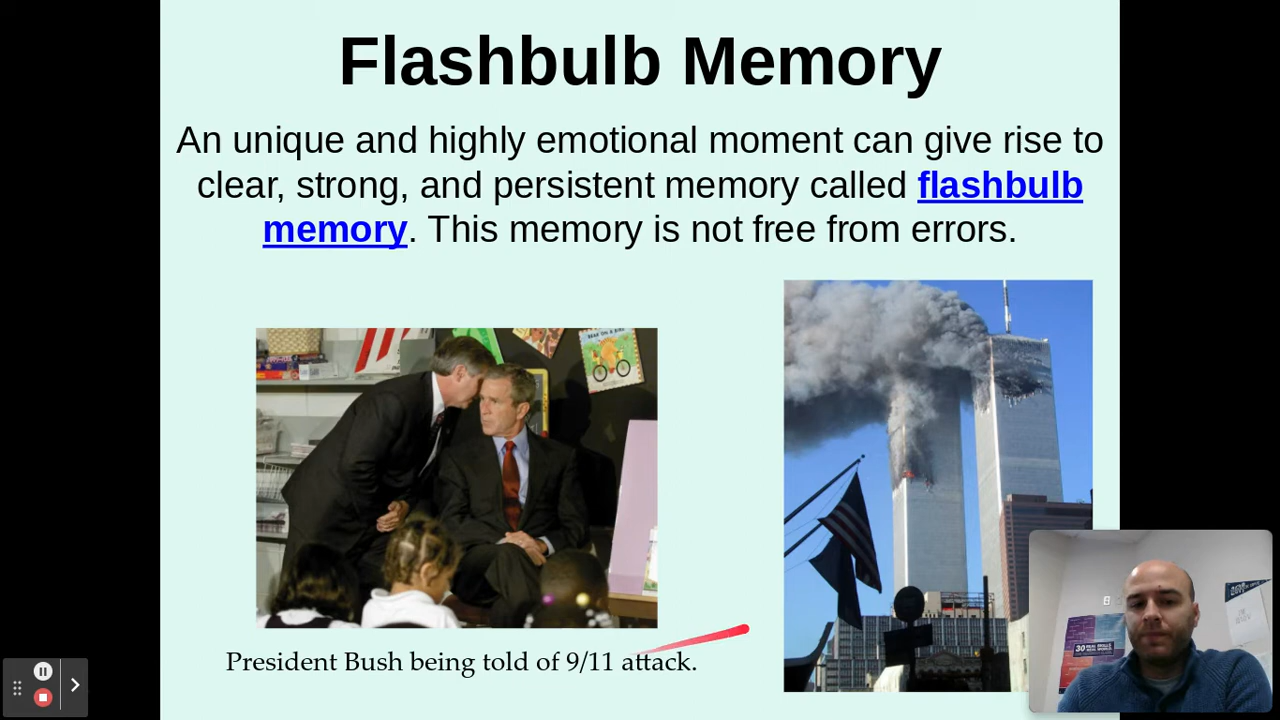 Flashbulb Memory
An unique and highly emotional moment can give rise to
clear, strong, and persistent memory called flashbulb
memory. This memory is not free from errors.
President Bush being told of 9/11 attack.
30